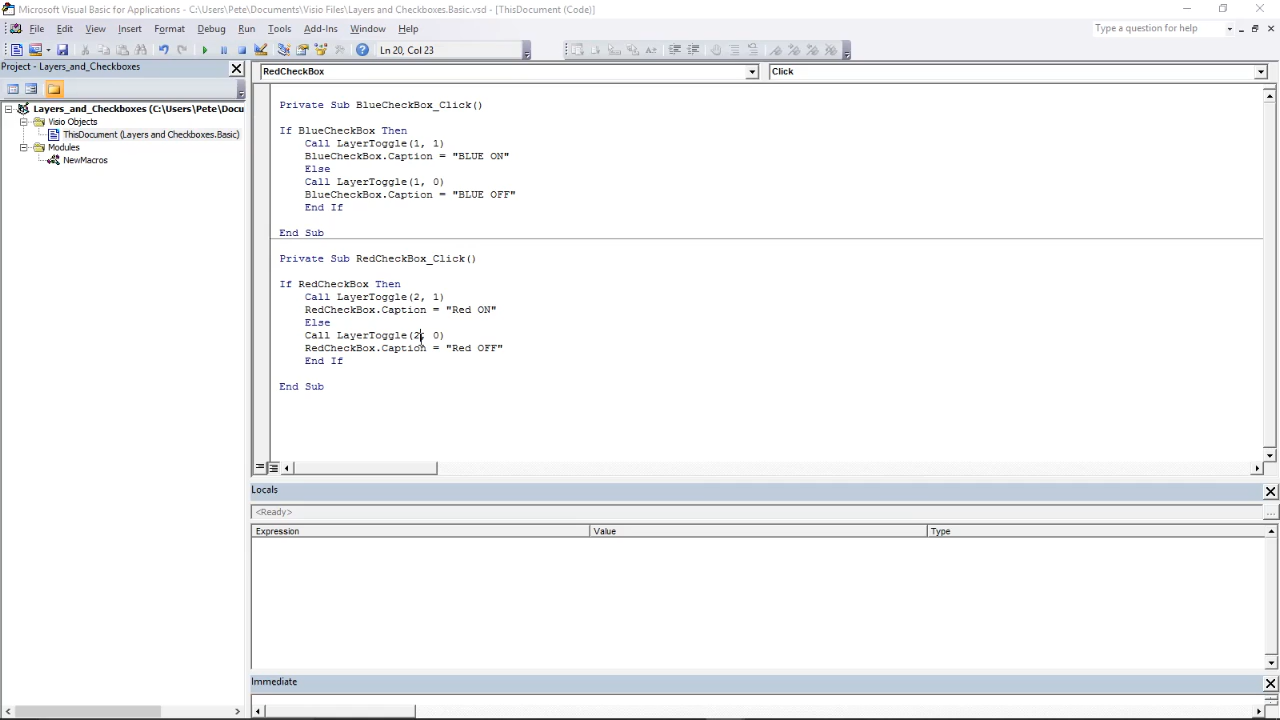 Microsoft Visual Basic for Applications - C:\Users\Pete\Documents\Visio Files\Layers and Checkboxes.Basic.vsd - [ThisDocument (Code)]
File Edit View Insert Format Debug Run Tools Add-Ins Window Help
Type a question for help
Ln 20, Col 23
Project - Layers_and_Checkboxes
RedCheckBox
Click
Layers_and_Checkboxes (C:\Users\Pete\Docu
Visio Objects
ThisDocument (Layers and Checkboxes.Basic)
Modules
NewMacros
Private Sub BlueCheckBox_Click()
If BlueCheckBox Then
Call LayerToggle(1, 1)
BlueCheckBox.Caption = "BLUE ON"
Else
Call LayerToggle(1, 0)
BlueCheckBox.Caption = "BLUE OFF"
End If
End Sub
Private Sub RedCheckBox_Click()
If RedCheckBox Then
Call LayerToggle(2, 1)
RedCheckBox.Caption = "Red ON"
Else
Call LayerToggle(2, 0)
RedCheckBox.Caption = "Red OFF"
End If
End Sub
Locals
<Ready>
Expression Value Type
Immediate